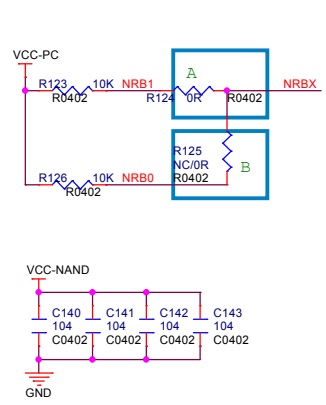 VCC-PC
R123 10K NRB1 A NRBX
R0402 R124 0R R0402
R125 B
NC/0R
R126 10K NRB0 R0402
R0402
VCC-NAND
C140 C141 C142 C143
104 104 104 104
C0402 C0402 C0402 C0402
GND